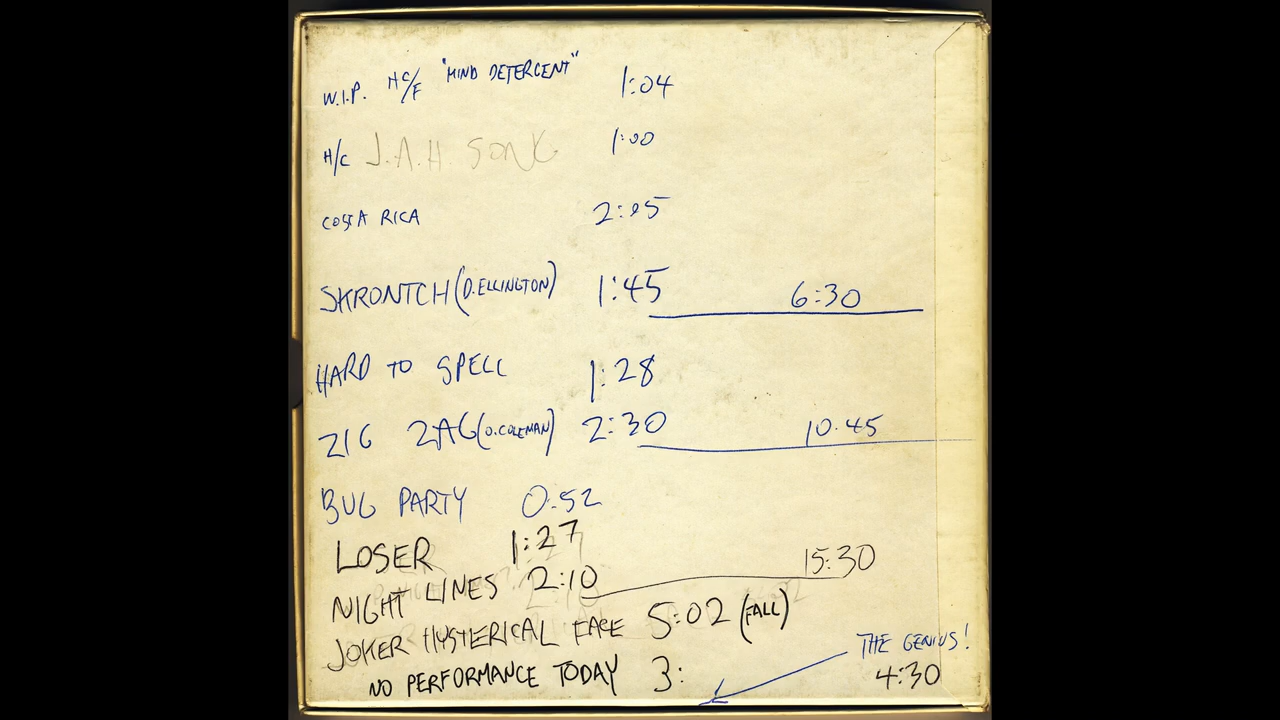 W.I.P. HC/F "MIND DETERGENT" 1:04
H/C J.A.H. SONG 1:00
COSTA RICA 2:05
SKRONTCH (D.ELLINGTON) 1:45 6:30
HARD TO SPELL 1:28
ZIG ZAG (O.COLEMAN) 2:30 10:45
BUG PARTY 0:52
LOSER 1:27
NIGHT LINES 2:10 15:30
JOKER HYSTERICAL FACE 5:02 (FALL)
THE GENIUS!
NO PERFORMANCE TODAY 3: 4:30